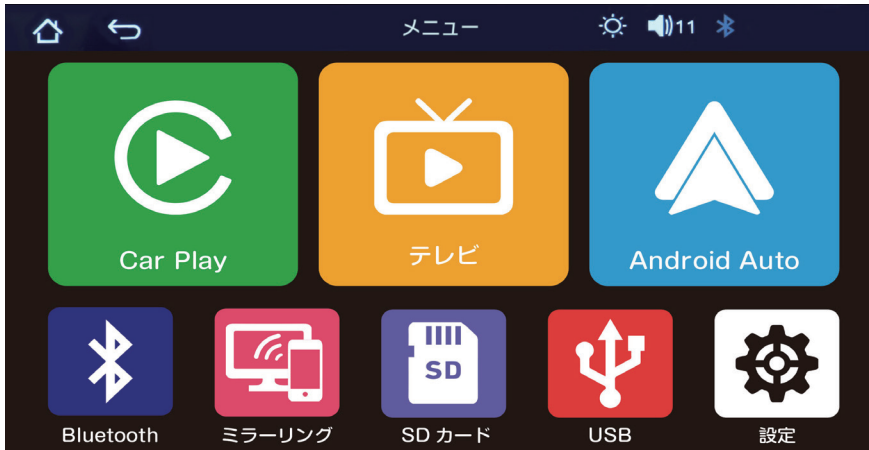 メニュー
11
Car Play
テレビ
Android Auto
Bluetooth
ミラーリング
SD
SD カード
USB
設定